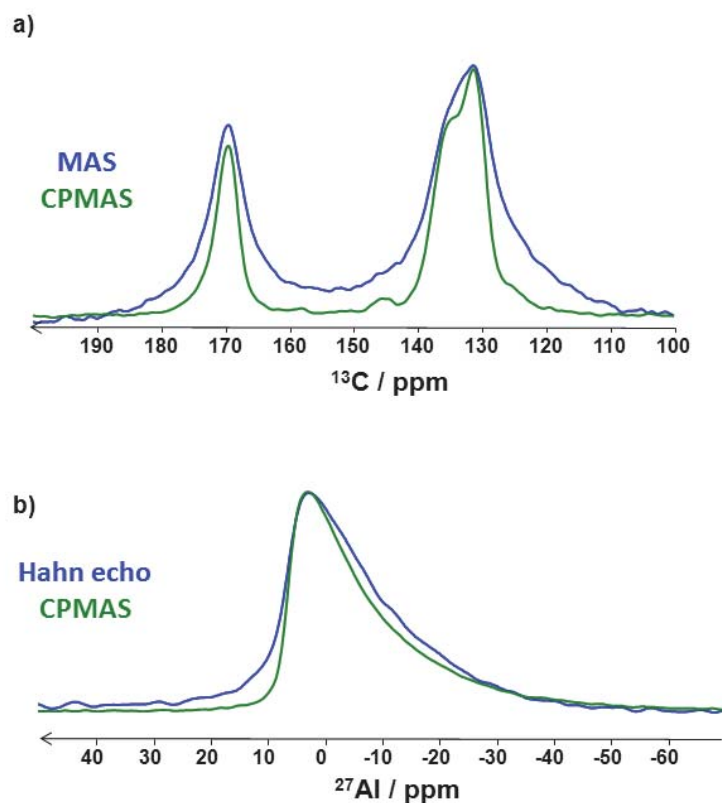 a)
MAS
CPMAS
190 180 170 160 150 140 130 120 110 100
¹³C / ppm
b)
Hahn echo
CPMAS
40 30 20 10 0 -10 -20 -30 -40 -50 -60
²⁷Al / ppm